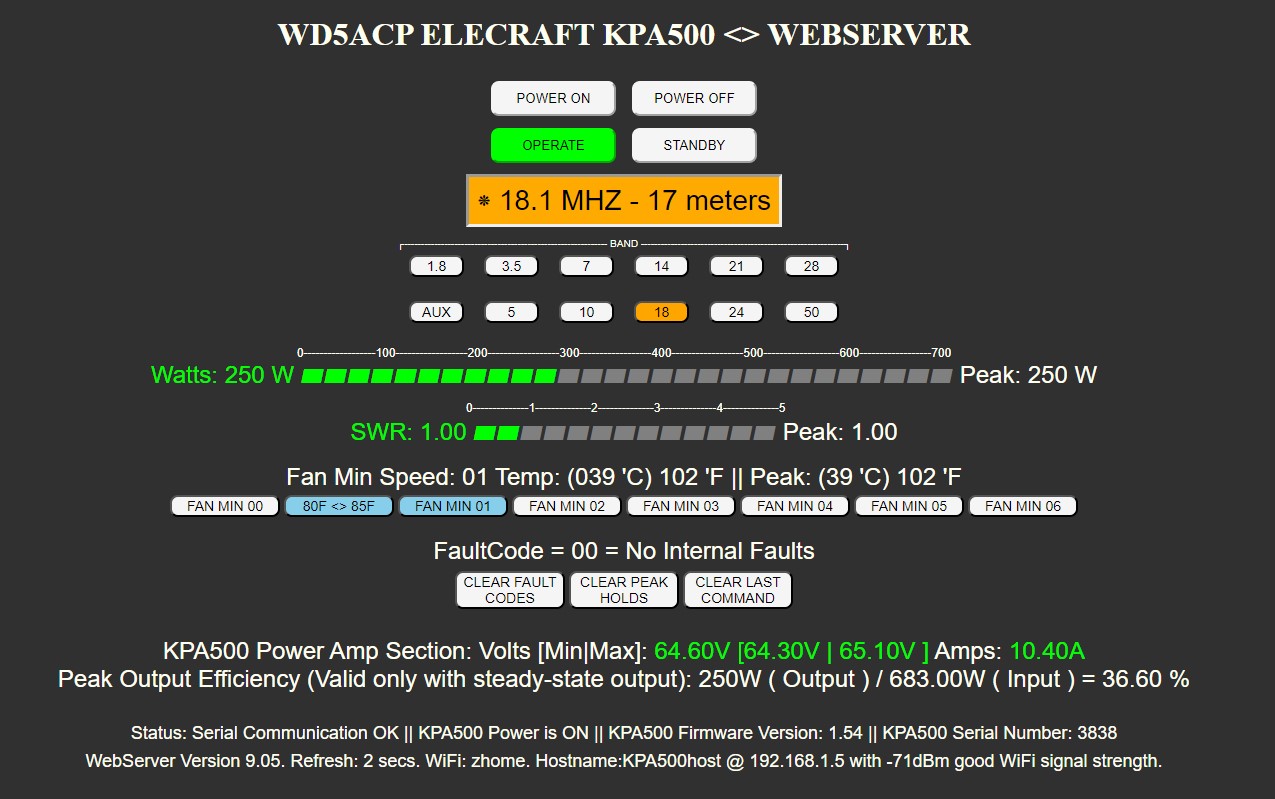 WD5ACP ELECRAFT KPA500 <> WEBSERVER
POWER ON POWER OFF
OPERATE STANDBY
❋ 18.1 MHZ - 17 meters
BAND
1.8 3.5 7 14 21 28
AUX 5 10 18 24 50
0-----------------100-----------------200-----------------300-----------------400-----------------500-----------------600-----------------700
Watts: 250 W Peak: 250 W
0-------------1-------------2-------------3-------------4-------------5
SWR: 1.00 Peak: 1.00
Fan Min Speed: 01 Temp: (039 'C) 102 'F || Peak: (39 'C) 102 'F
FAN MIN 00 80F <> 85F FAN MIN 01 FAN MIN 02 FAN MIN 03 FAN MIN 04 FAN MIN 05 FAN MIN 06
FaultCode = 00 = No Internal Faults
CLEAR FAULT CODES CLEAR PEAK HOLDS CLEAR LAST COMMAND
KPA500 Power Amp Section: Volts [Min|Max]: 64.60V [64.30V | 65.10V ] Amps: 10.40A
Peak Output Efficiency (Valid only with steady-state output): 250W ( Output ) / 683.00W ( Input ) = 36.60 %
Status: Serial Communication OK || KPA500 Power is ON || KPA500 Firmware Version: 1.54 || KPA500 Serial Number: 3838
WebServer Version 9.05. Refresh: 2 secs. WiFi: zhome. Hostname:KPA500host @ 192.168.1.5 with -71dBm good WiFi signal strength.